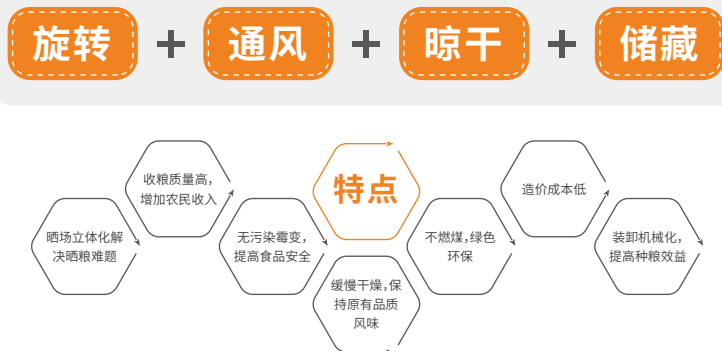 旋转 + 通风 + 晾干 + 储藏
特点
晒场立体化解
决晒粮难题
收粮质量高，
增加农民收入
无污染霉变，
提高食品安全
缓慢干燥，保
持原有品质
风味
不燃煤，绿色
环保
造价成本低
装卸机械化，
提高种粮效益